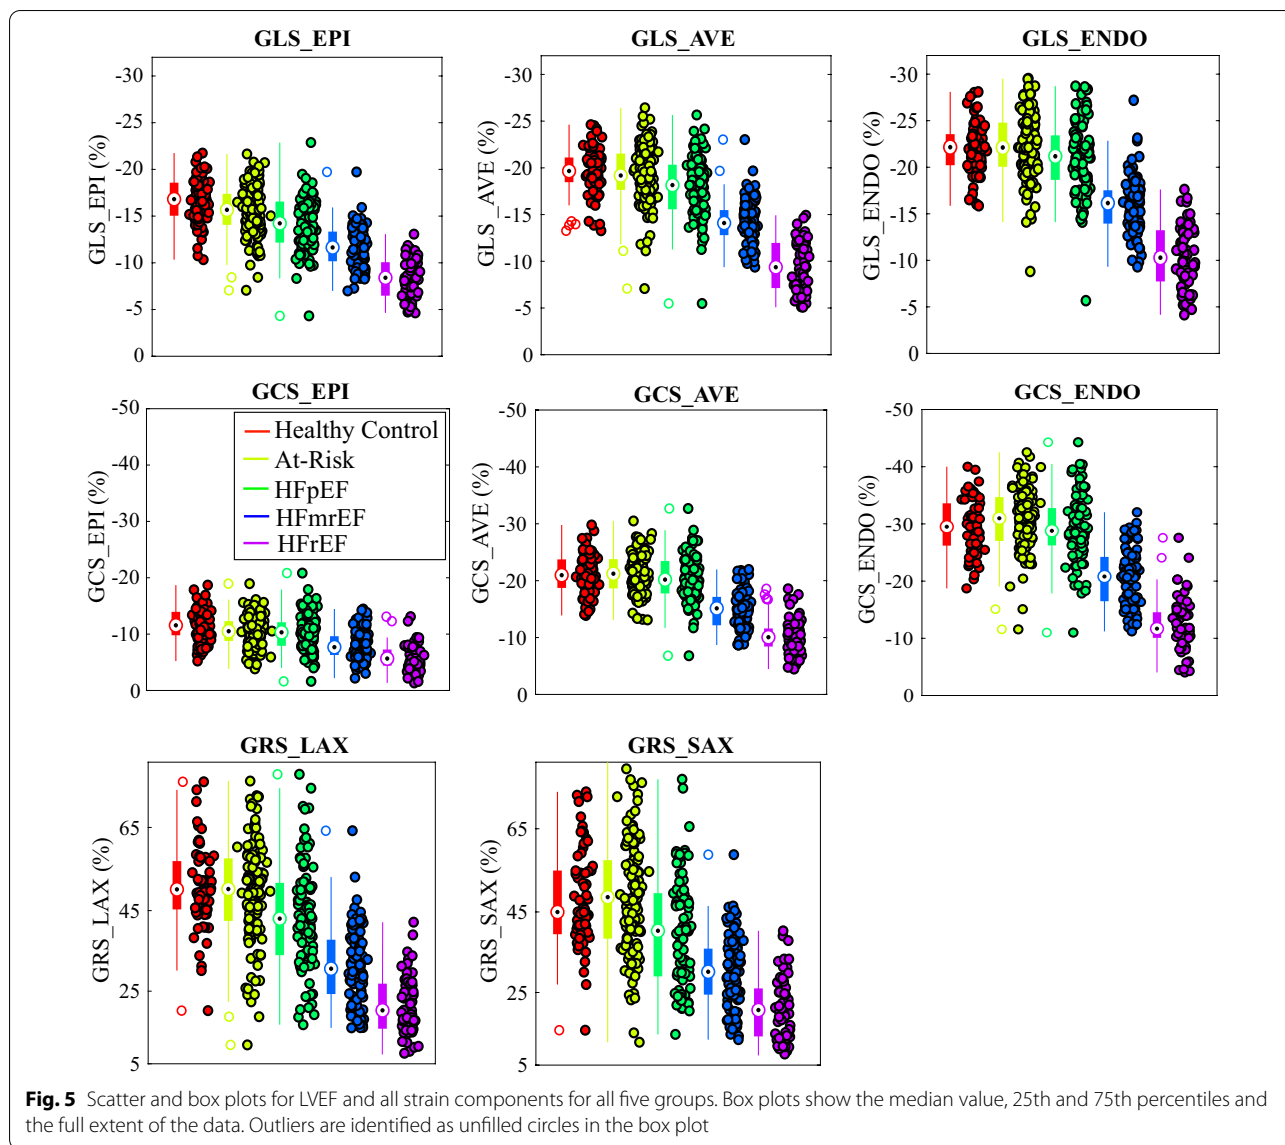 GLS_EPI
GLS_AVE
GLS_ENDO
GLS_EPI (%)
-30
-25
-20
-15
-10
-5
0
GLS_AVE (%)
-30
-25
-20
-15
-10
-5
0
GLS_ENDO (%)
-30
-25
-20
-15
-10
-5
0
GCS_EPI
GCS_AVE
GCS_ENDO
GCS_EPI (%)
-50
-40
-30
-20
-10
0
Healthy Control
At-Risk
HFpEF
HFmrEF
HFrEF
GCS_AVE (%)
-50
-40
-30
-20
-10
0
GCS_ENDO (%)
-50
-40
-30
-20
-10
0
GRS_LAX
GRS_SAX
GRS_LAX (%)
65
45
25
5
GRS_SAX (%)
65
45
25
5
Fig. 5 Scatter and box plots for LVEF and all strain components for all five groups. Box plots show the median value, 25th and 75th percentiles and
the full extent of the data. Outliers are identified as unfilled circles in the box plot